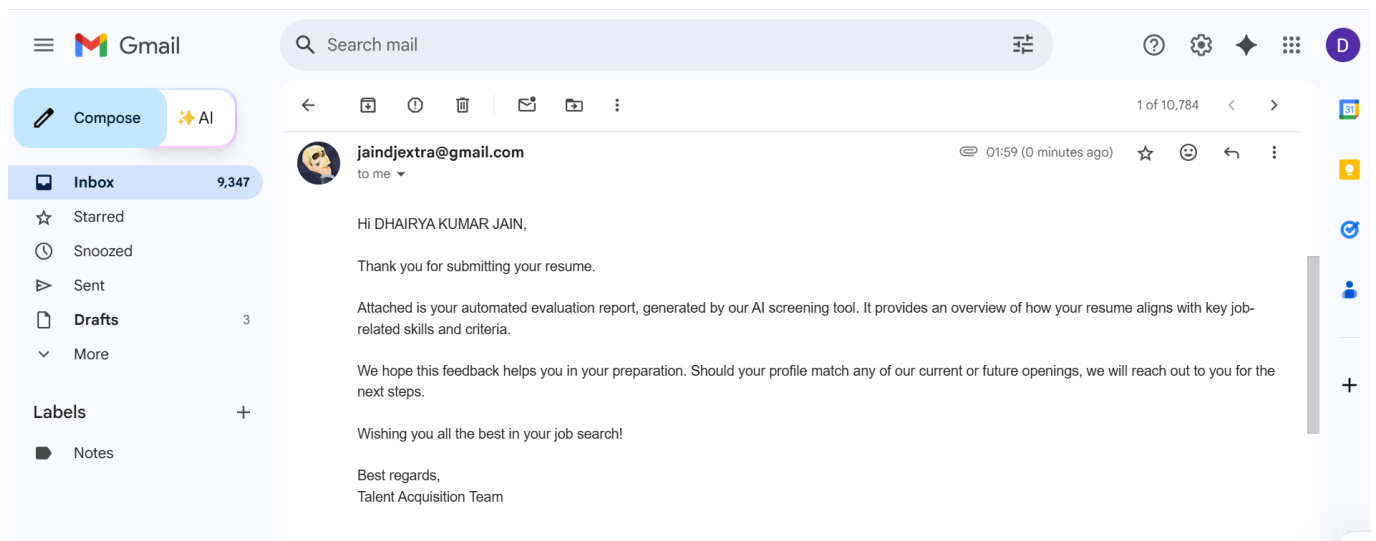 Gmail
Search mail
D
Compose
AI
1 of 10,784
31
jaindjextra@gmail.com
01:59 (0 minutes ago)
to me
Inbox 9,347
Starred
Snoozed
Sent
Drafts 3
More
Labels
Notes
Hi DHAIRYA KUMAR JAIN,
Thank you for submitting your resume.
Attached is your automated evaluation report, generated by our AI screening tool. It provides an overview of how your resume aligns with key job-
related skills and criteria.
We hope this feedback helps you in your preparation. Should your profile match any of our current or future openings, we will reach out to you for the
next steps.
Wishing you all the best in your job search!
Best regards,
Talent Acquisition Team